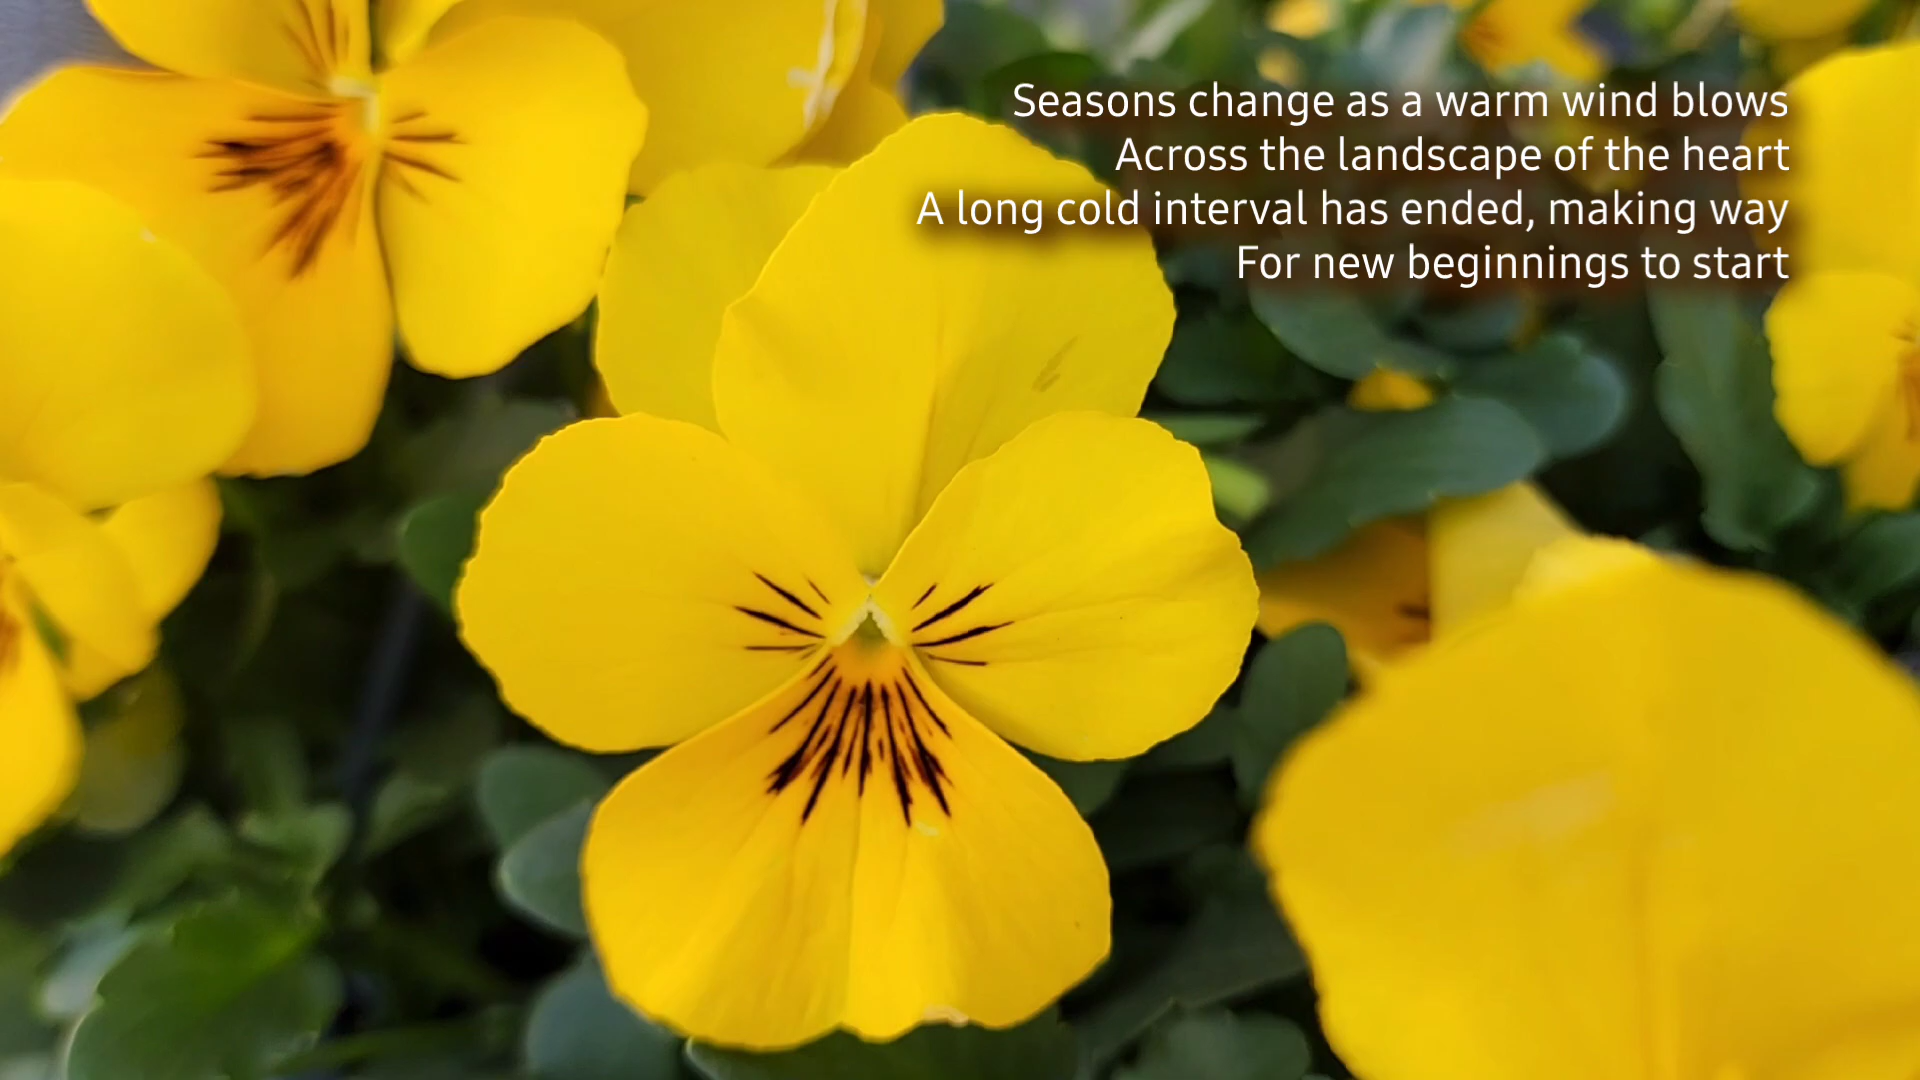 Seasons change as a warm wind blows
Across the landscape of the heart
A long cold interval has ended, making way
For new beginnings to start